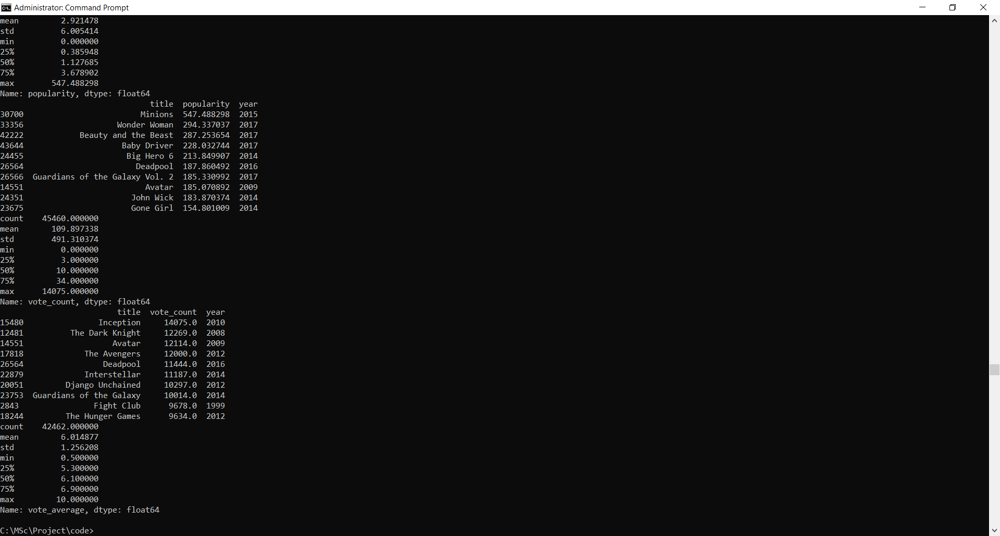 Administrator: Command Prompt
mean         2.921478
std          6.005414
min          0.000000
25%          0.385948
50%          1.127685
75%          3.678902
max        547.488298
Name: popularity, dtype: float64
                                title  popularity  year
30700                         Minions  547.488298  2015
33356                    Wonder Woman  294.337037  2017
42222            Beauty and the Beast  287.253654  2017
43644                     Baby Driver  228.032744  2017
24455                      Big Hero 6  213.849907  2014
26564                        Deadpool  187.860492  2016
26566  Guardians of the Galaxy Vol. 2  185.330992  2017
14551                          Avatar  185.070892  2009
24351                       John Wick  183.870374  2014
23675                       Gone Girl  154.801009  2014
count    45460.000000
mean       109.897338
std        491.310374
min          0.000000
25%          3.000000
50%         10.000000
75%         34.000000
max      14075.000000
Name: vote_count, dtype: float64
                         title  vote_count  year
15480                Inception     14075.0  2010
12481          The Dark Knight     12269.0  2008
14551                   Avatar     12114.0  2009
17818             The Avengers     12000.0  2012
26564                 Deadpool     11444.0  2016
22879             Interstellar     11187.0  2014
20051         Django Unchained     10297.0  2012
23753  Guardians of the Galaxy     10014.0  2014
2843                Fight Club      9678.0  1999
18244         The Hunger Games      9634.0  2012
count    42462.000000
mean         6.014877
std          1.256208
min          0.500000
25%          5.300000
50%          6.100000
75%          6.900000
max         10.000000
Name: vote_average, dtype: float64
C:\MSc\Project\code>